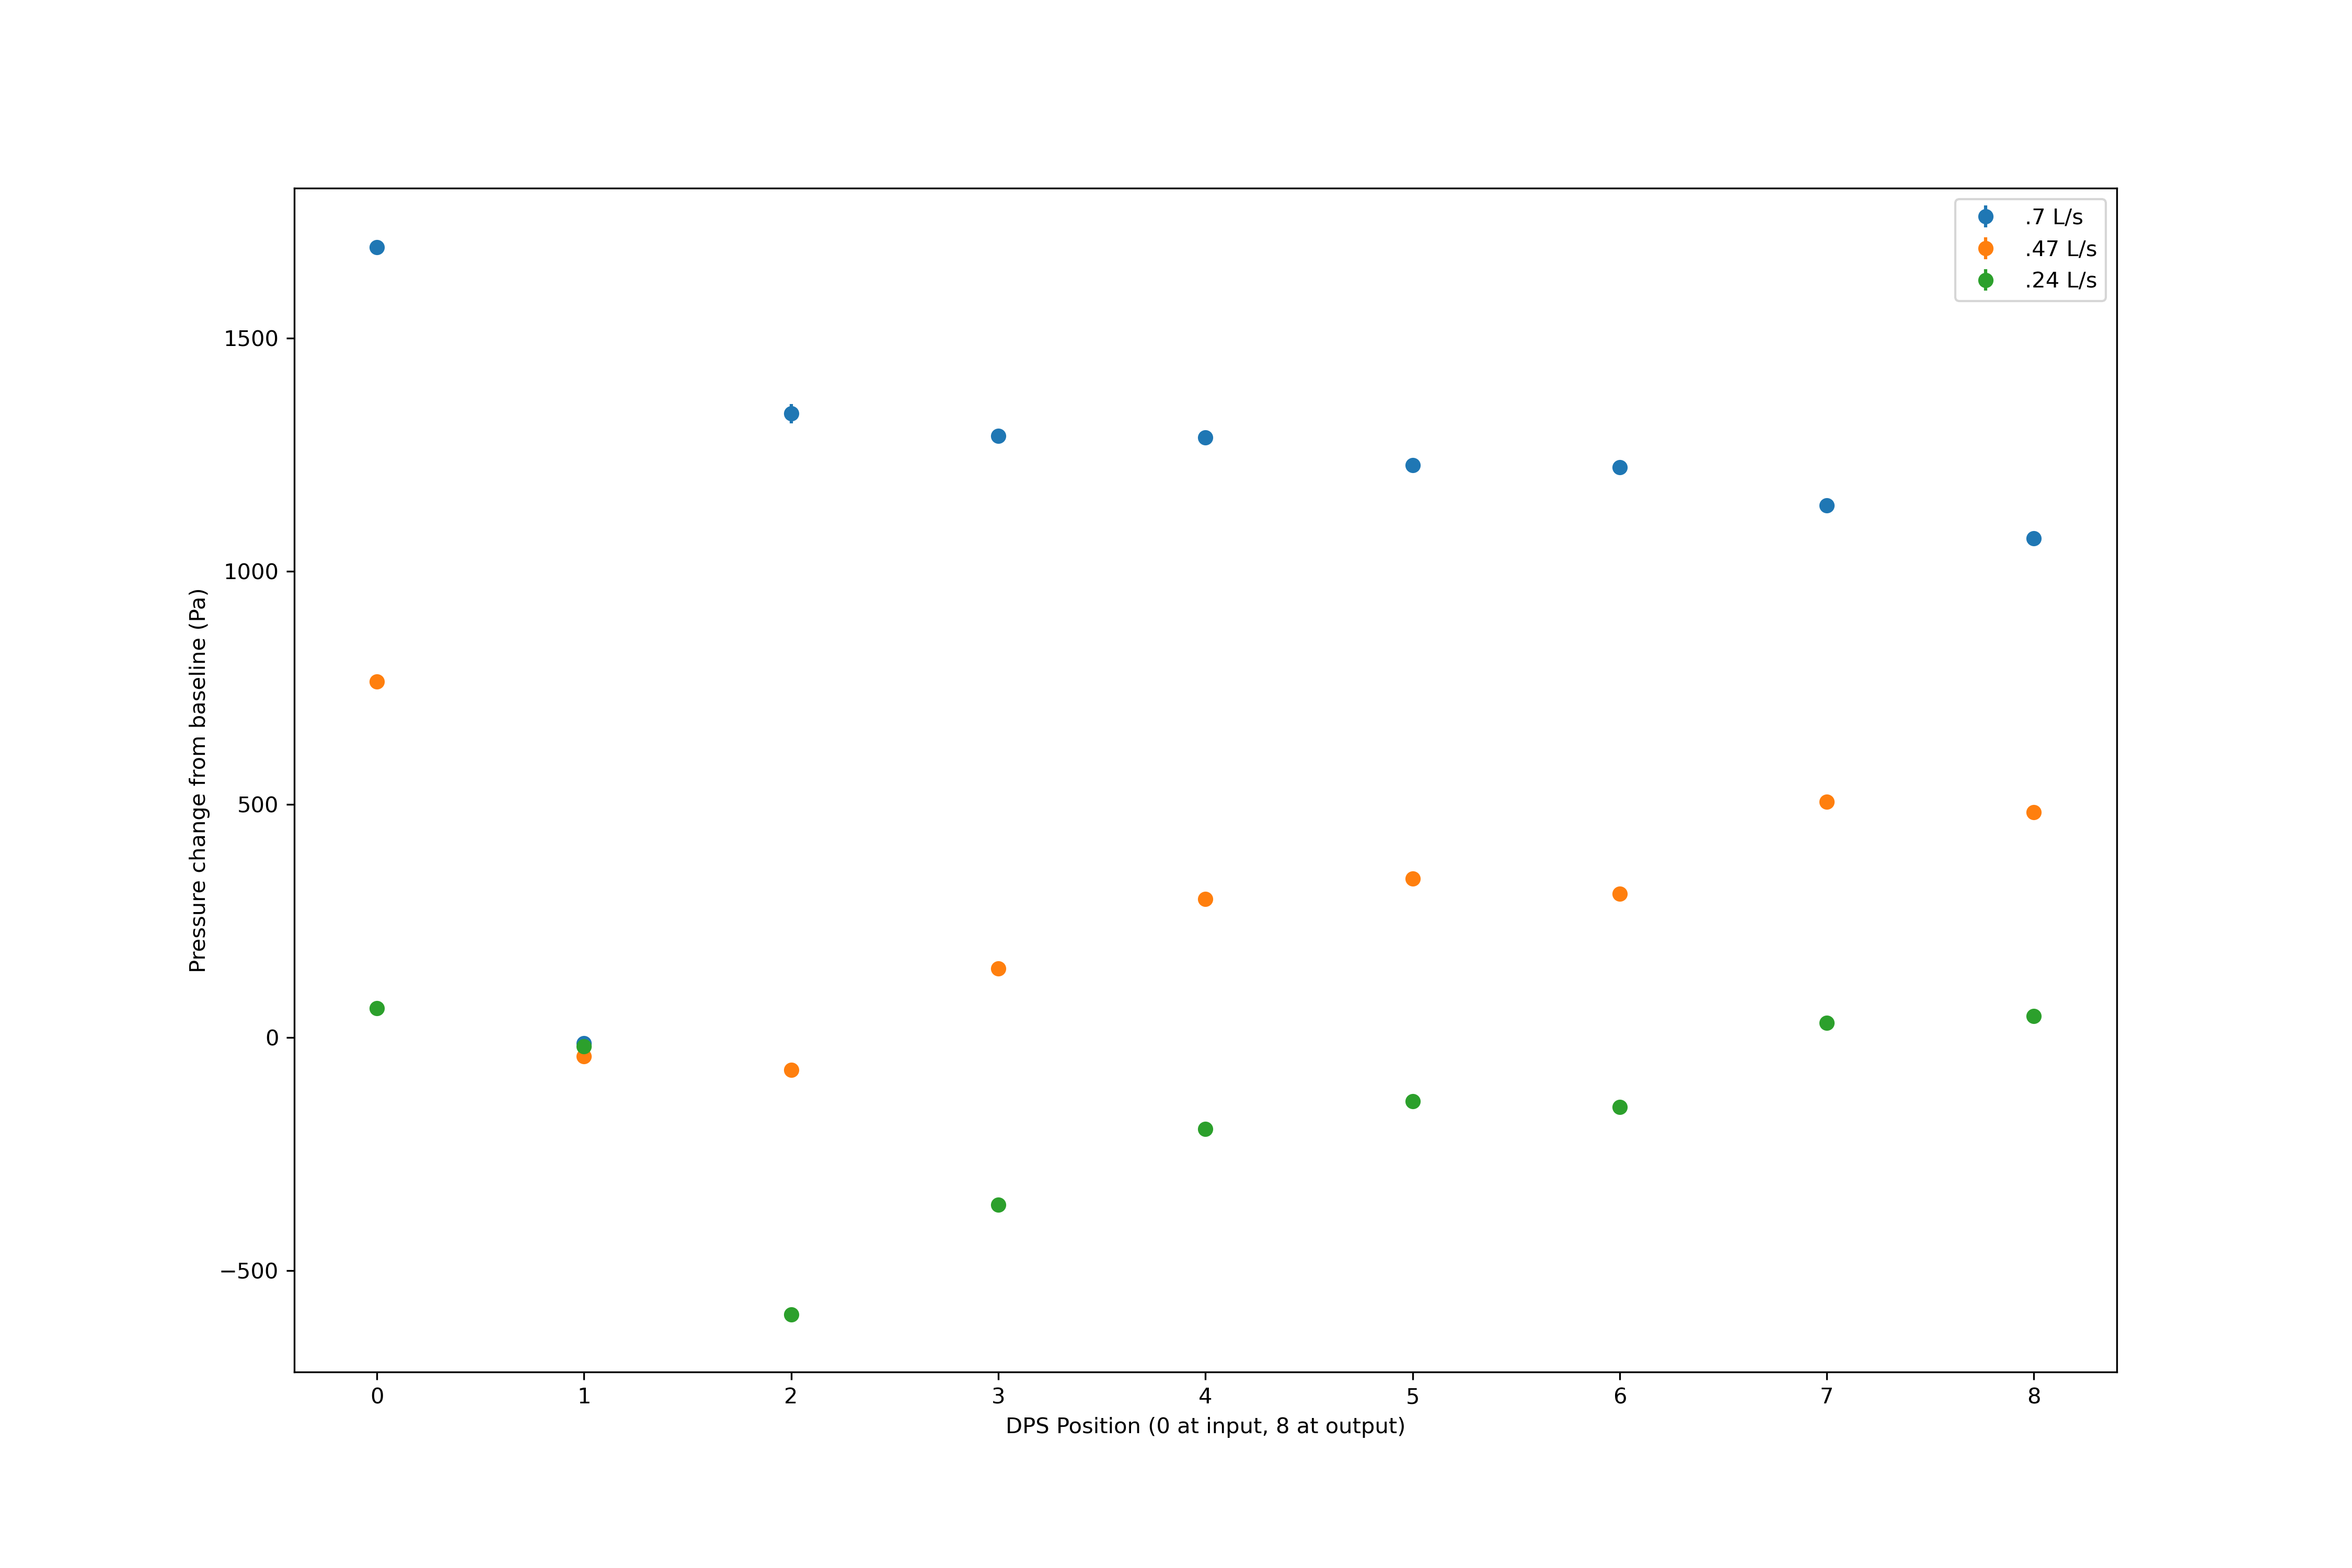 .7 L/s
.47 L/s
.24 L/s
1500
1000
500
0
−500
Pressure change from baseline (Pa)
0 1 2 3 4 5 6 7 8
DPS Position (0 at input, 8 at output)